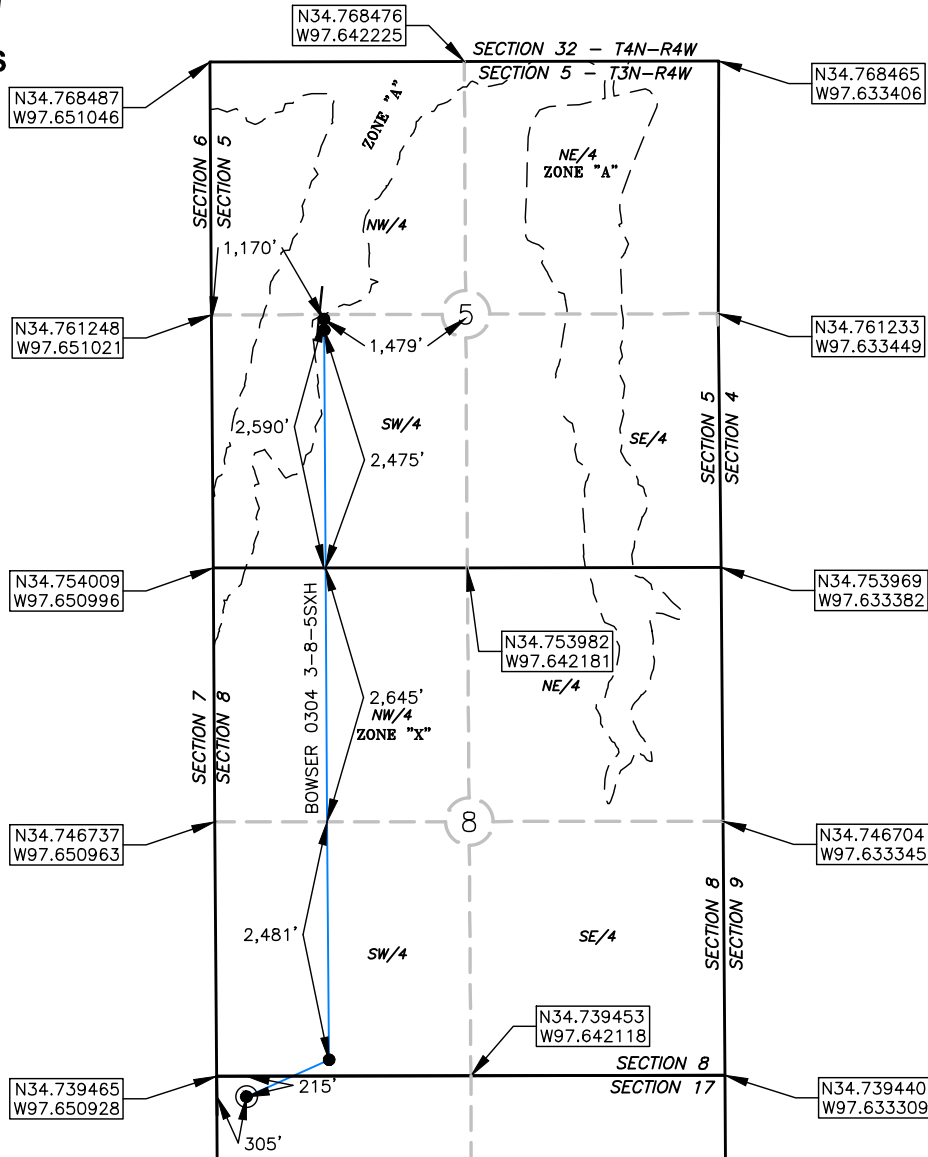 S
N34.768476
W97.642225
SECTION 32 - T4N-R4W
SECTION 5 - T3N-R4W
N34.768487
W97.651046
N34.768465
W97.633406
ZONE "A"
NE/4
ZONE "A"
SECTION 6
SECTION 5
NW/4
1,170'
5
N34.761248
W97.651021
1,479'
N34.761233
W97.633449
SECTION 5
SECTION 4
2,590'
SW/4
2,475'
SE/4
N34.754009
W97.650996
N34.753969
W97.633382
N34.753982
W97.642181
BOWSER 0304 3-8-5SXH
SECTION 7
SECTION 8
2,645'
NW/4
ZONE "X"
NE/4
8
N34.746737
W97.650963
N34.746704
W97.633345
SECTION 8
SECTION 9
2,481'
SW/4
SE/4
N34.739453
W97.642118
SECTION 8
SECTION 17
N34.739465
W97.650928
215'
N34.739440
W97.633309
305'